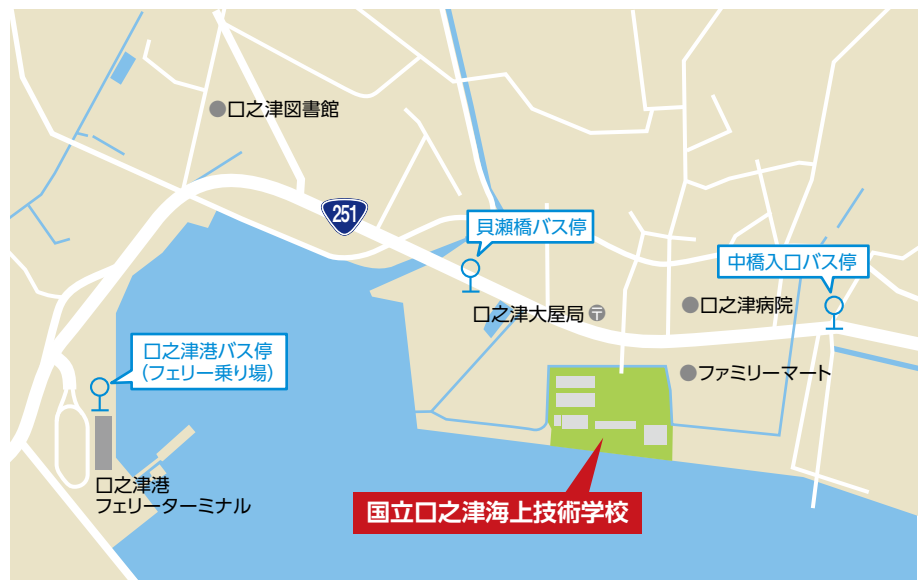 口之津図書館
251
貝瀬橋バス停
中橋入口バス停
口之津大屋局 〒
口之津病院
口之津港バス停
（フェリー乗り場）
ファミリーマート
口之津港
フェリーターミナル
国立口之津海上技術学校